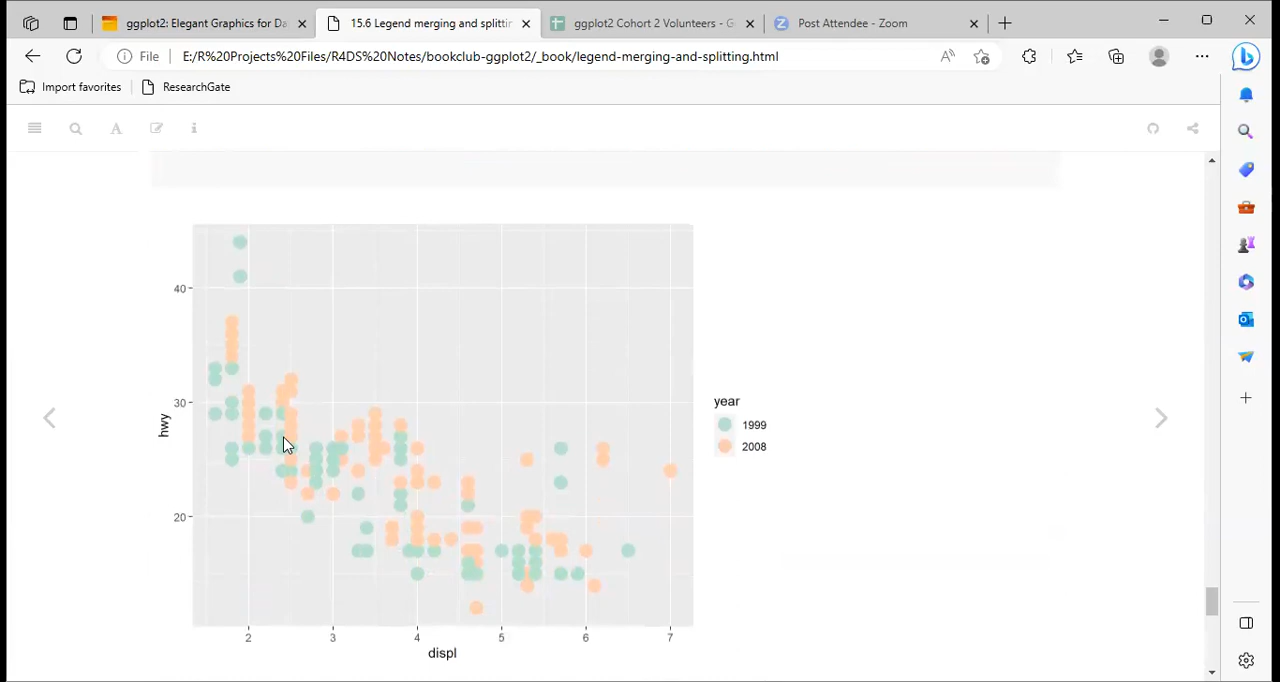 ggplot2: Elegant Graphics for Da
15.6 Legend merging and splittin
ggplot2 Cohort 2 Volunteers - G
Post Attendee - Zoom
File
E:/R%20Projects%20Files/R4DS%20Notes/bookclub-ggplot2/_book/legend-merging-and-splitting.html
Import favorites
ResearchGate
hwy
40
30
20
2
3
4
5
6
7
displ
year
1999
2008